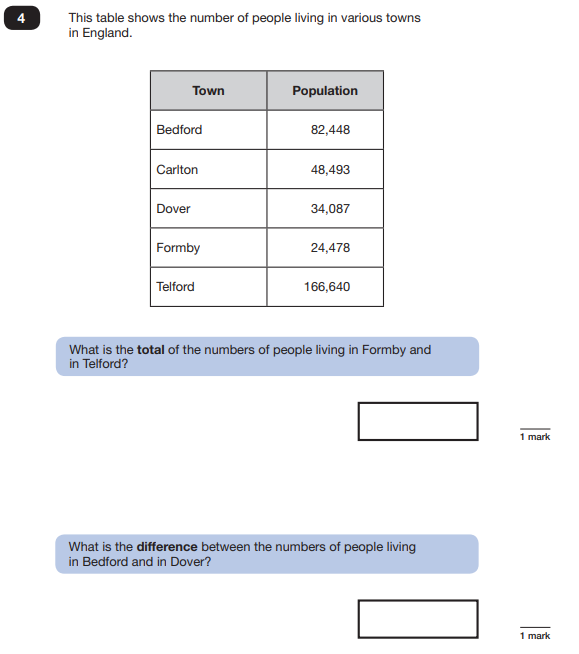 4
This table shows the number of people living in various towns
in England.
Town Population
Bedford 82,448
Carlton 48,493
Dover 34,087
Formby 24,478
Telford 166,640
What is the total of the numbers of people living in Formby and
in Telford?
1 mark
What is the difference between the numbers of people living
in Bedford and in Dover?
1 mark